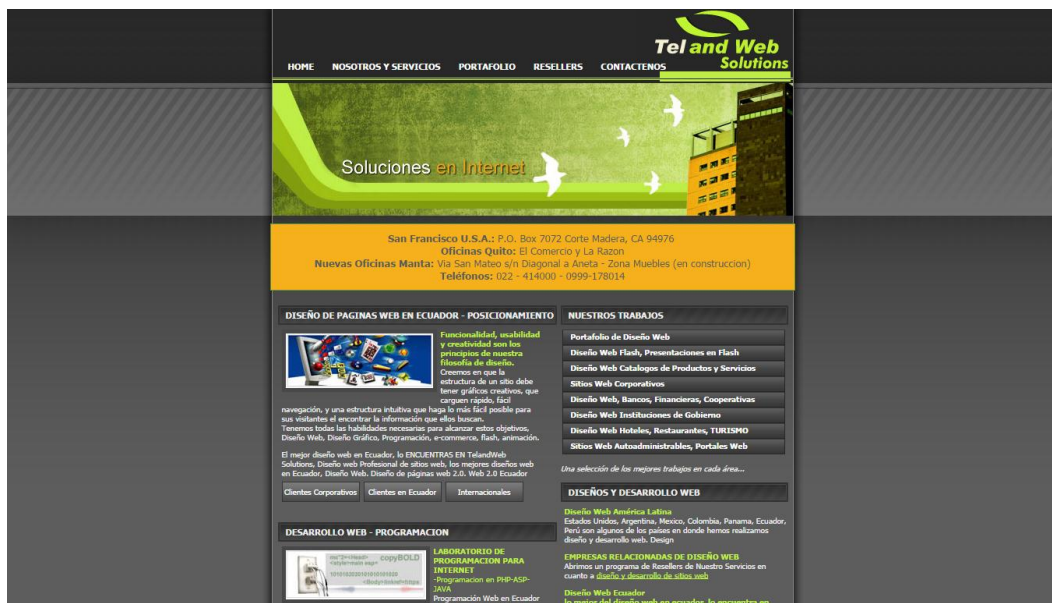 Tel and Web
Solutions
HOME NOSOTROS Y SERVICIOS PORTAFOLIO RESELLERS CONTACTENOS
Soluciones en Internet
San Francisco U.S.A.: P.O. Box 7072 Corte Madera, CA 94976
Oficinas Quito: El Comercio y La Razon
Nuevas Oficinas Manta: Via San Mateo s/n Diagonal a Aneta - Zona Muebles (en construccion)
Teléfonos: 022 - 414000 - 0999-178014
DISEÑO DE PAGINAS WEB EN ECUADOR - POSICIONAMIENTO
Funcionalidad, usabilidad
y creatividad son los
principios de nuestra
filosofía de diseño.
Creemos en que la
estructura de un sitio debe
tener gráficos creativos, que
carguen rápido, fácil
navegación, y una estructura intuitiva que haga lo más fácil posible para
sus visitantes el encontrar la información que ellos buscan.
Tenemos todas las habilidades necesarias para alcanzar estos objetivos,
Diseño Web, Diseño Gráfico, Programación, e-commerce, flash, animación.
El mejor diseño web en Ecuador, lo ENCUENTRAS EN TelandWeb
Solutions, Diseño web Profesional de sitios web, los mejores diseños web
en Ecuador, Diseño Web. Diseño de páginas web 2.0. Web 2.0 Ecuador
Clientes Corporativos Clientes en Ecuador Internacionales
DESARROLLO WEB - PROGRAMACION
copyBOLD
LABORATORIO DE
PROGRAMACION PARA
INTERNET
-Programacion en PHP-ASP-
JAVA
Programación Web en Ecuador
NUESTROS TRABAJOS
Portafolio de Diseño Web
Diseño Web Flash, Presentaciones en Flash
Diseño Web Catalogos de Productos y Servicios
Sitios Web Corporativos
Diseño Web, Bancos, Financieras, Cooperativas
Diseño Web Instituciones de Gobierno
Diseño Web Hoteles, Restaurantes, TURISMO
Sitios Web Autoadministrables, Portales Web
Una selección de los mejores trabajos en cada área...
DISEÑOS Y DESARROLLO WEB
Diseño Web América Latina
Estados Unidos, Argentina, Mexico, Colombia, Panama, Ecuador,
Perú son algunos de los países en donde hemos realizamos
diseño y desarrollo web. Design
EMPRESAS RELACIONADAS DE DISEÑO WEB
Abrimos un programa de Resellers de Nuestro Servicios en
cuanto a diseño y desarrollo de sitios web
Diseño Web Ecuador
lo mejor del diseño web en ecuador, lo encuentra en